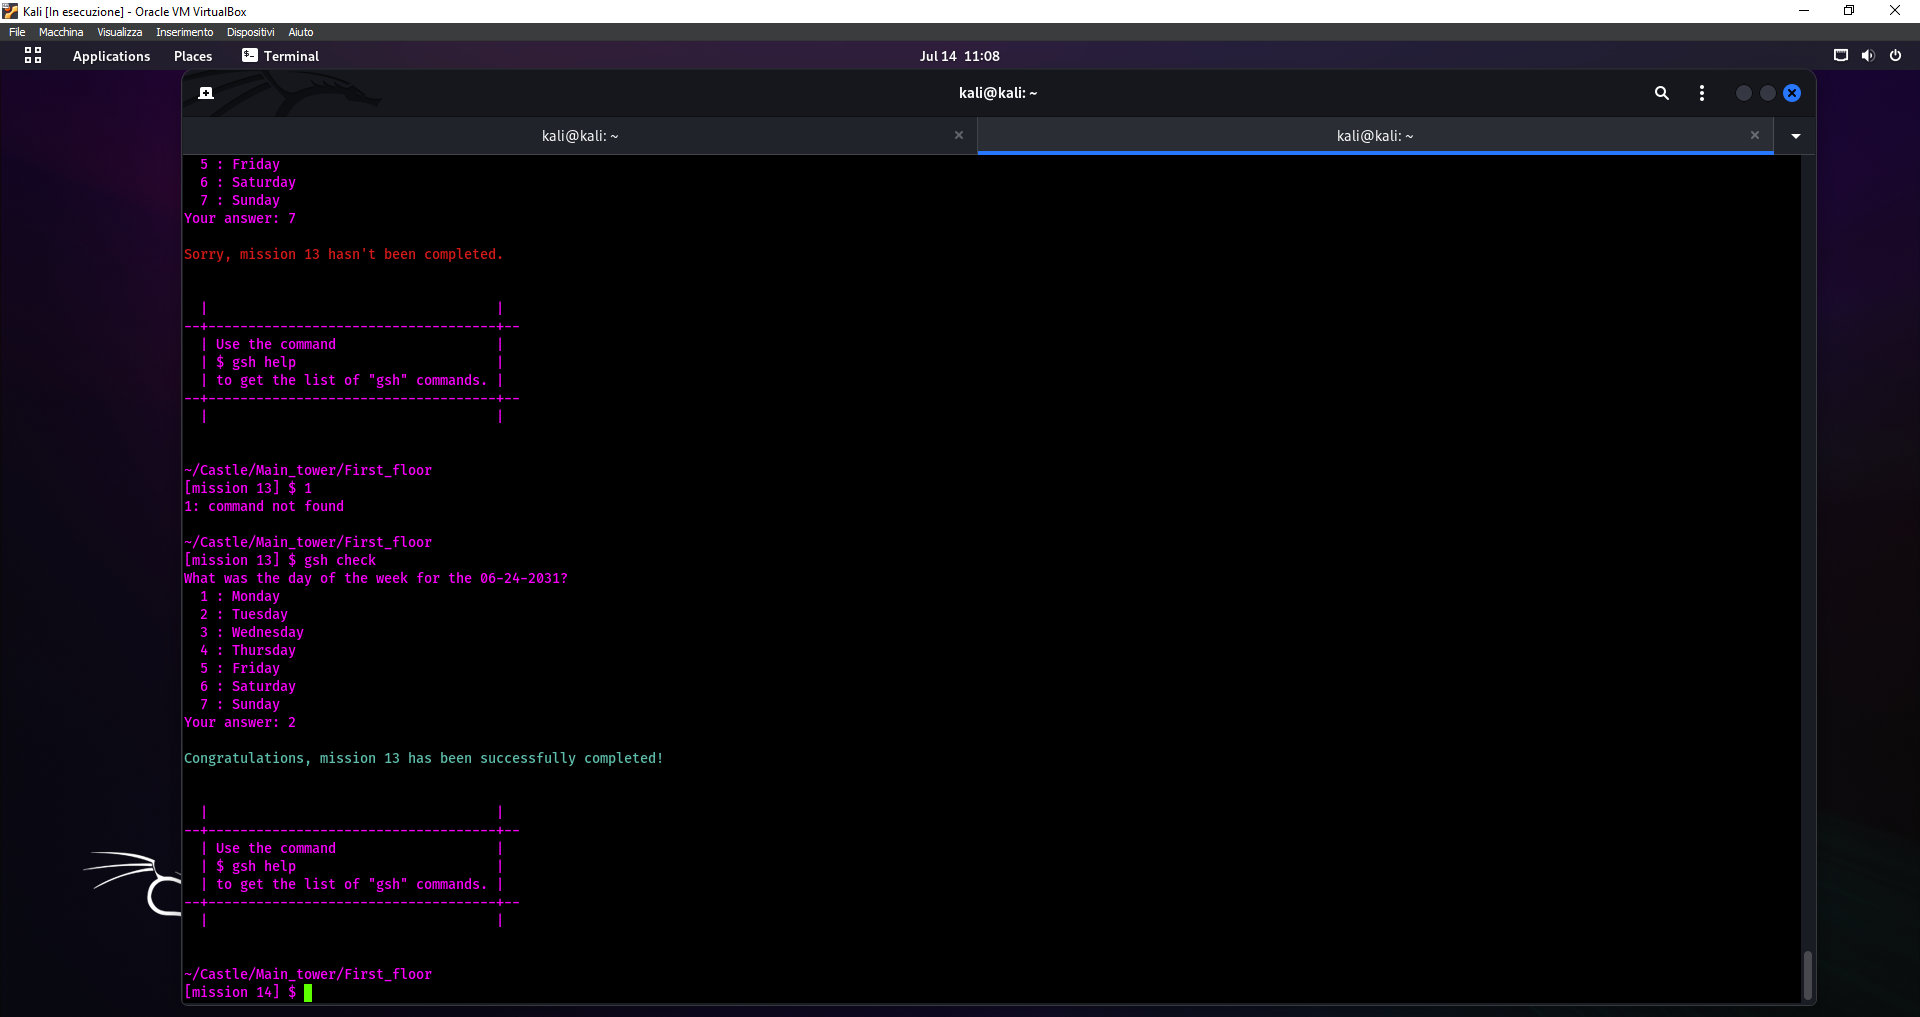 Kali [In esecuzione] - Oracle VM VirtualBox
File Macchina Visualizza Inserimento Dispositivi Aiuto
Applications Places Terminal Jul 14 11:08
kali@kali: ~
kali@kali: ~ kali@kali: ~
5 : Friday
6 : Saturday
7 : Sunday
Your answer: 7
Sorry, mission 13 hasn't been completed.
| |
--+------------------------------------+--
| Use the command |
| $ gsh help |
| to get the list of "gsh" commands. |
--+------------------------------------+--
| |
~/Castle/Main_tower/First_floor
[mission 13] $ 1
1: command not found
~/Castle/Main_tower/First_floor
[mission 13] $ gsh check
What was the day of the week for the 06-24-2031?
1 : Monday
2 : Tuesday
3 : Wednesday
4 : Thursday
5 : Friday
6 : Saturday
7 : Sunday
Your answer: 2
Congratulations, mission 13 has been successfully completed!
| |
--+------------------------------------+--
| Use the command |
| $ gsh help |
| to get the list of "gsh" commands. |
--+------------------------------------+--
| |
~/Castle/Main_tower/First_floor
[mission 14] $